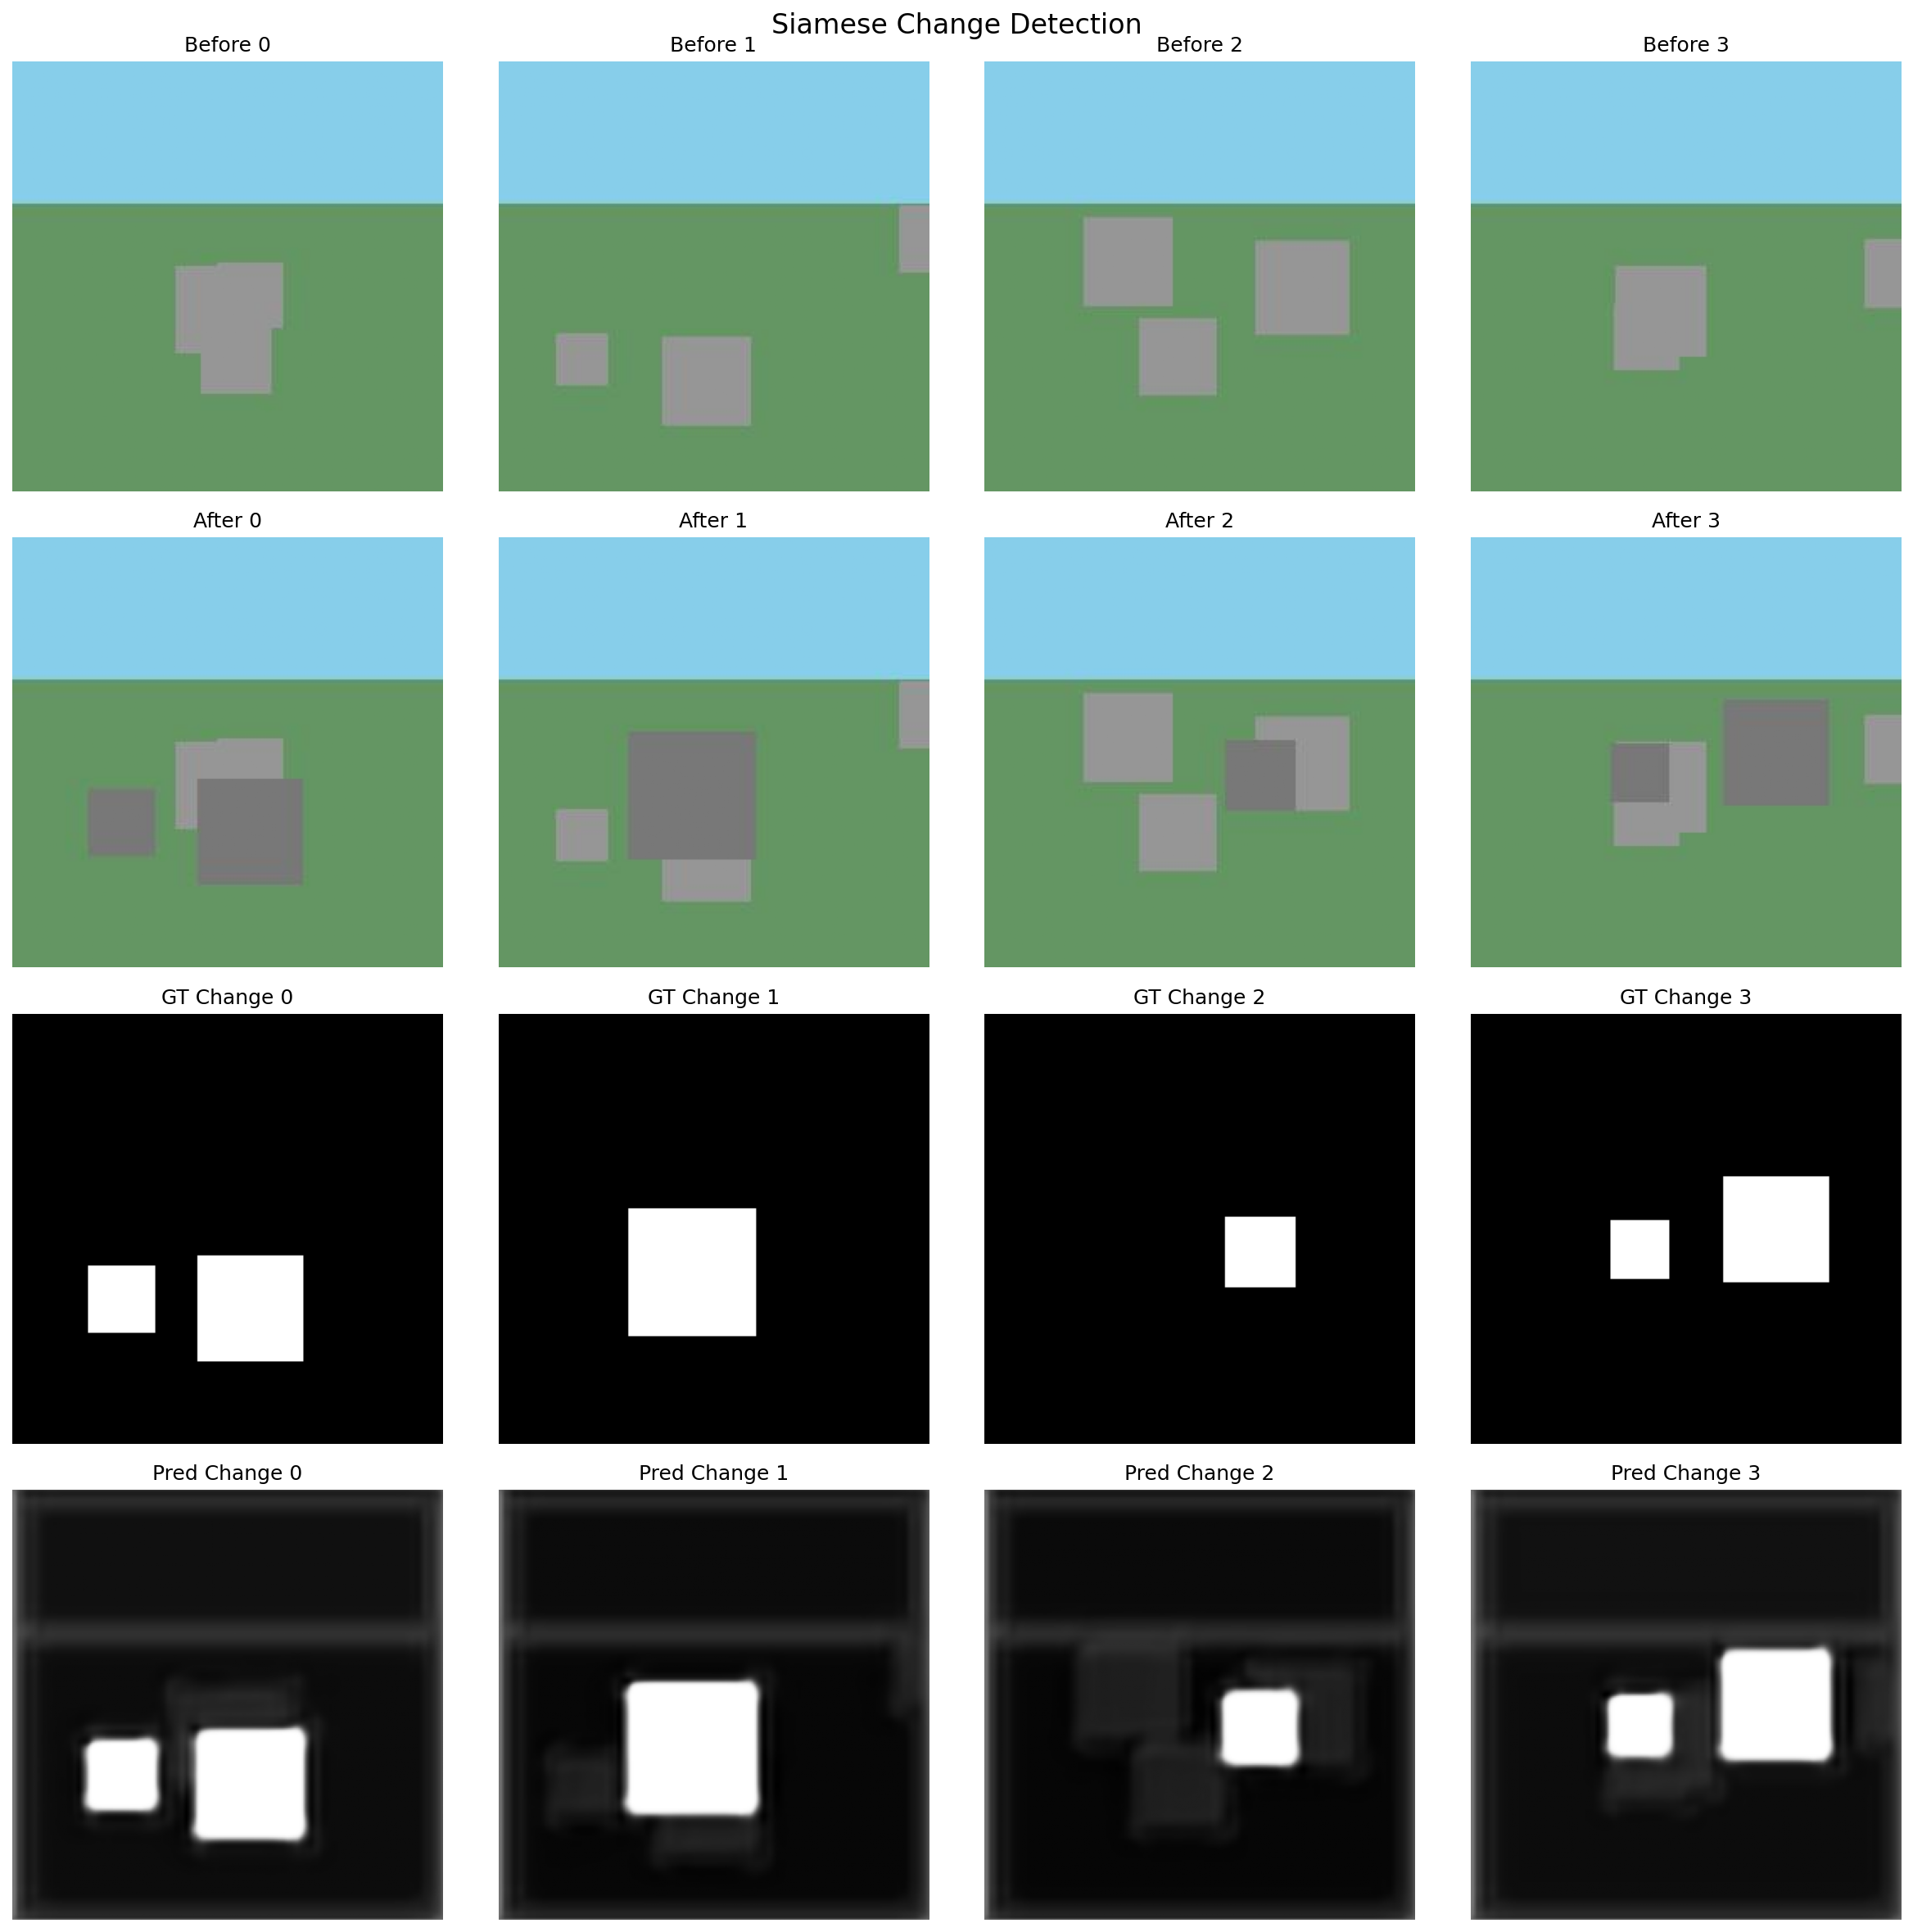 Siamese Change Detection
Before 0 Before 1 Before 2 Before 3
After 0 After 1 After 2 After 3
GT Change 0 GT Change 1 GT Change 2 GT Change 3
Pred Change 0 Pred Change 1 Pred Change 2 Pred Change 3